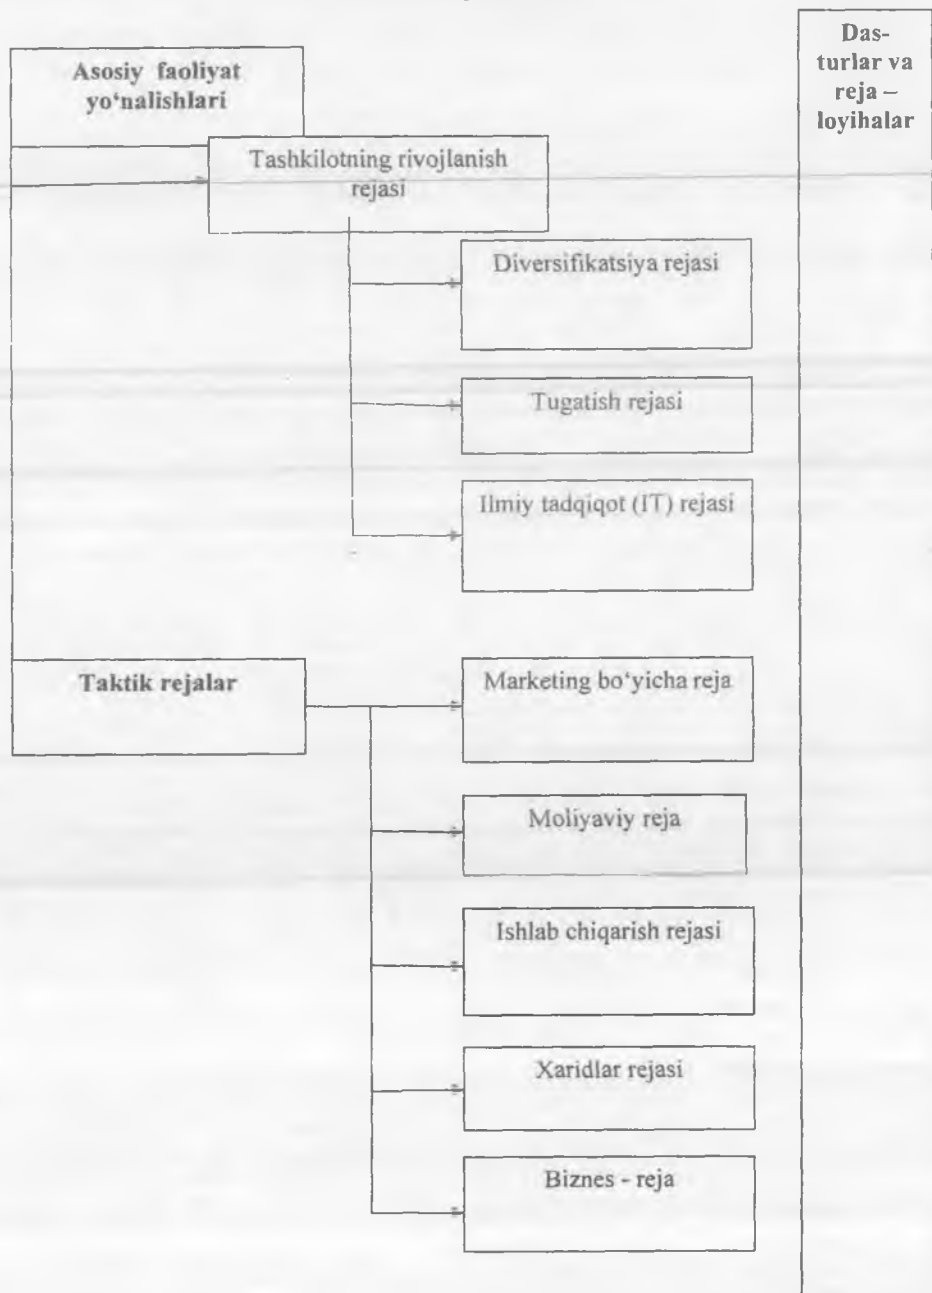 Asosiy faoliyat
yo‘nalishlari
Das-
turlar va
reja –
loyihalar
Tashkilotning rivojlanish
rejasi
Diversifikatsiya rejasi
Tugatish rejasi
Ilmiy tadqiqot (IT) rejasi
Taktik rejalar
Marketing bo‘yicha reja
Moliyaviy reja
Ishlab chiqarish rejasi
Xaridlar rejasi
Biznes - reja